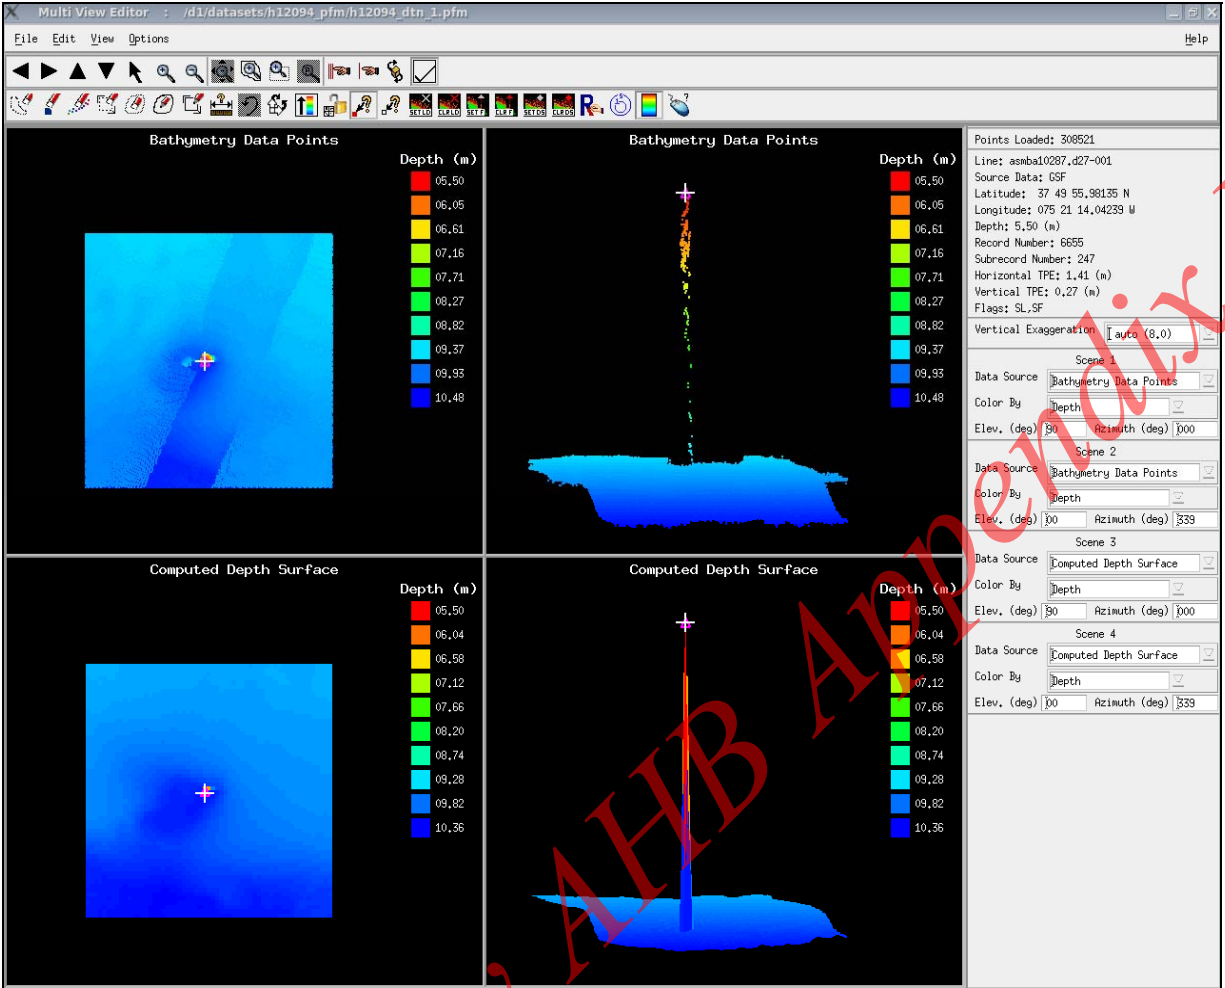 Multi View Editor : /d1/datasets/h12094_pfm/h12094_dtn_1.pfm
File Edit View Options Help
SET LD CLR LD SET F CLR F SET DS CLR DS R
Bathymetry Data Points
Depth (m)
05.50
06.05
06.61
07.16
07.71
08.27
08.82
09.37
09.93
10.48
Bathymetry Data Points
Depth (m)
05.50
06.05
06.61
07.16
07.71
08.27
08.82
09.37
09.93
10.48
Computed Depth Surface
Depth (m)
05.50
06.04
06.58
07.12
07.66
08.20
08.74
09.28
09.82
10.36
Computed Depth Surface
Depth (m)
05.50
06.04
06.58
07.12
07.66
08.20
08.74
09.28
09.82
10.36
Points Loaded: 308521
Line: asmba10287.d27-001
Source Data: GSF
Latitude: 37 49 55.98135 N
Longitude: 075 21 14.04239 W
Depth: 5.50 (m)
Record Number: 6655
Subrecord Number: 247
Horizontal TPE: 1.41 (m)
Vertical TPE: 0.27 (m)
Flags: SL,SF
Vertical Exaggeration auto (8.0)
Scene 1
Data Source Bathymetry Data Points
Color By Depth
Elev. (deg) 90 Azimuth (deg) 000
Scene 2
Data Source Bathymetry Data Points
Color By Depth
Elev. (deg) 00 Azimuth (deg) 339
Scene 3
Data Source Computed Depth Surface
Color By Depth
Elev. (deg) 90 Azimuth (deg) 000
Scene 4
Data Source Computed Depth Surface
Color By Depth
Elev. (deg) 00 Azimuth (deg) 339
AHB Appendix